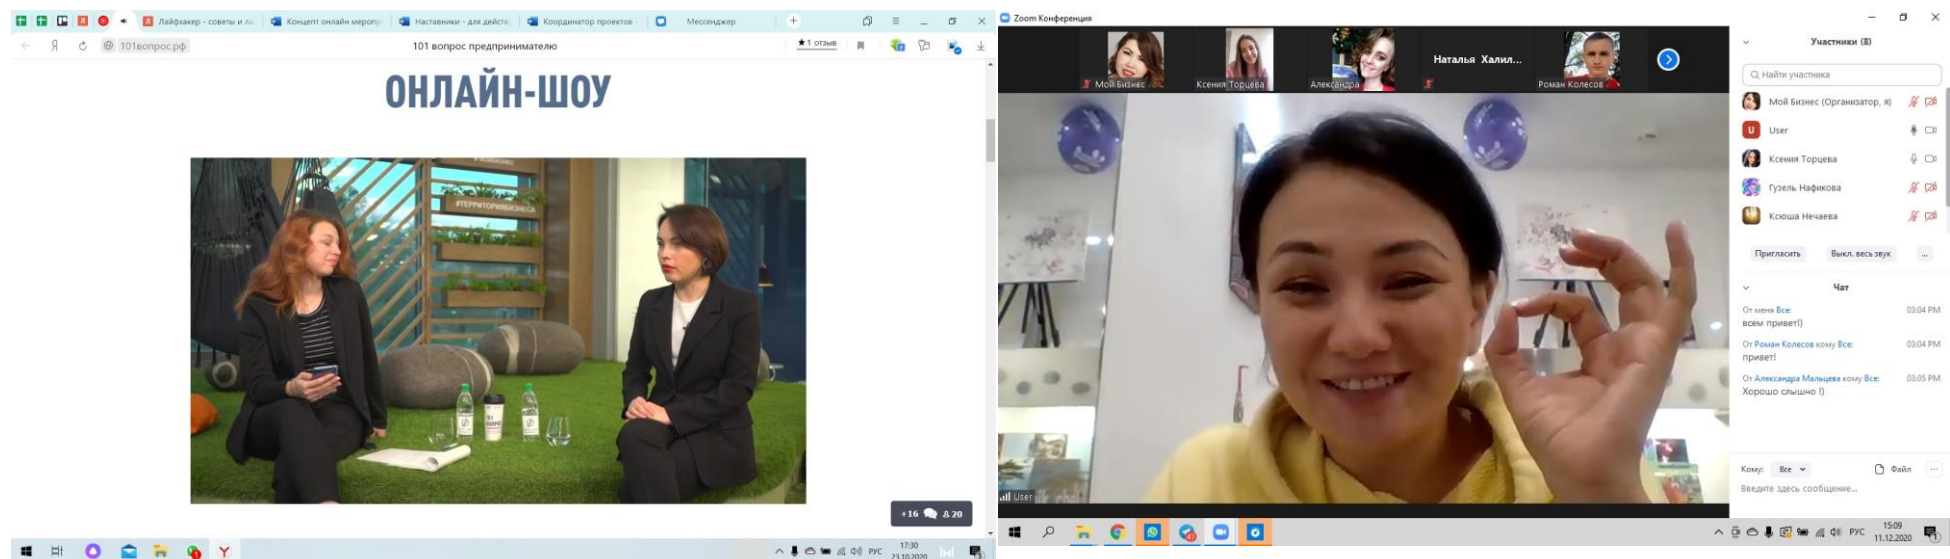 Лайфхакер - советы и ла
Концепт онлайн меропр
Наставники - для действ
Координатор проектов
Мессенджер
101вопрос.рф
101 вопрос предпринимателю
★1 отзыв
ОНЛАЙН-ШОУ
#ТЕРРИТОРИЯБИЗНЕСА
+16 20
РУС
17:30
23.10.2020
Zoom Конференция
Мой Бизнес
Ксения Торцева
Александра
Наталья Халил...
Роман Колесов
User
Участники (8)
Найти участника
Мой Бизнес (Организатор, я)
U User
Ксения Торцева
Гузель Нафикова
Ксюша Нечаева
Пригласить
Выкл. весь звук
...
Чат
От меня Все: 03:04 PM
всем привет!)
От Роман Колесов кому Все: 03:04 PM
привет!
От Александра Мальцева кому Все: 03:05 PM
Хорошо слышно !)
Кому: Все
Файл
...
Введите здесь сообщение...
РУС
15:09
11.12.2020